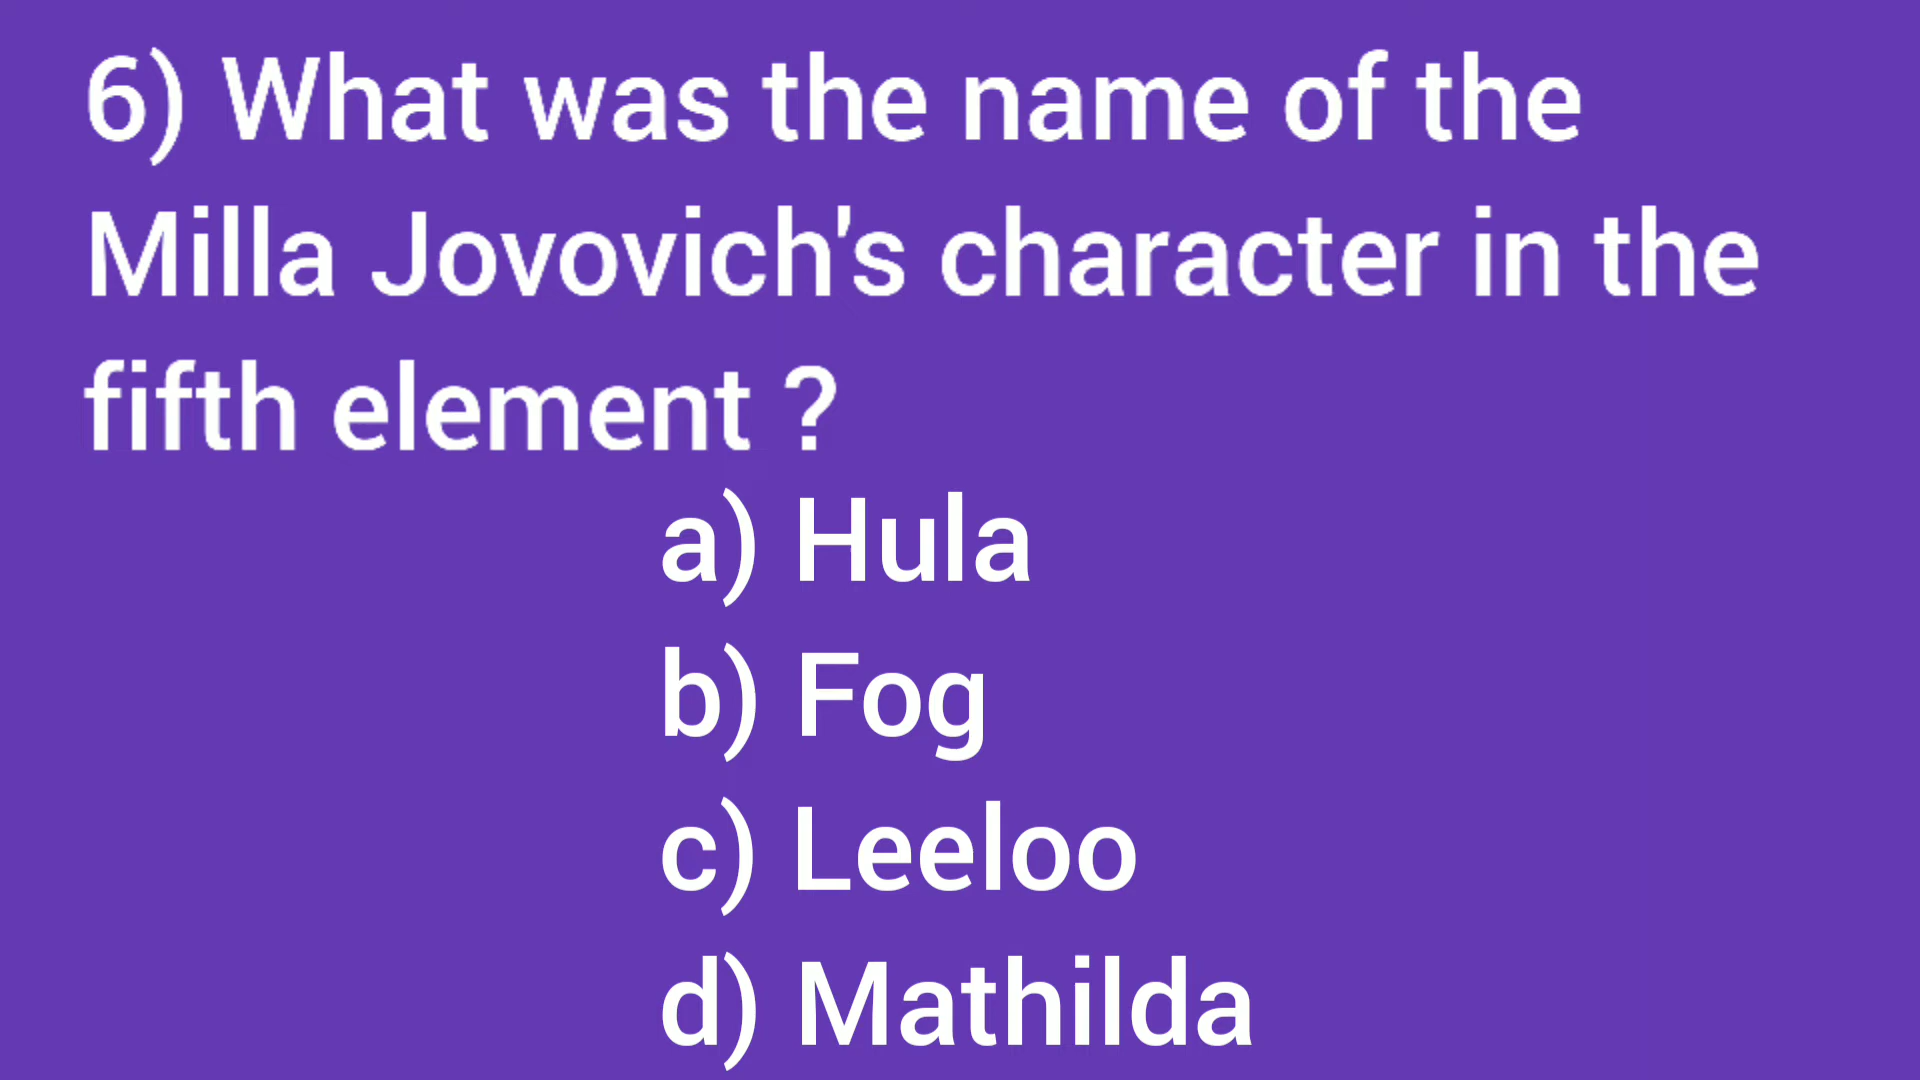 6) What was the name of the
Milla Jovovich's character in the
fifth element ?
a) Hula
b) Fog
c) Leeloo
d) Mathilda